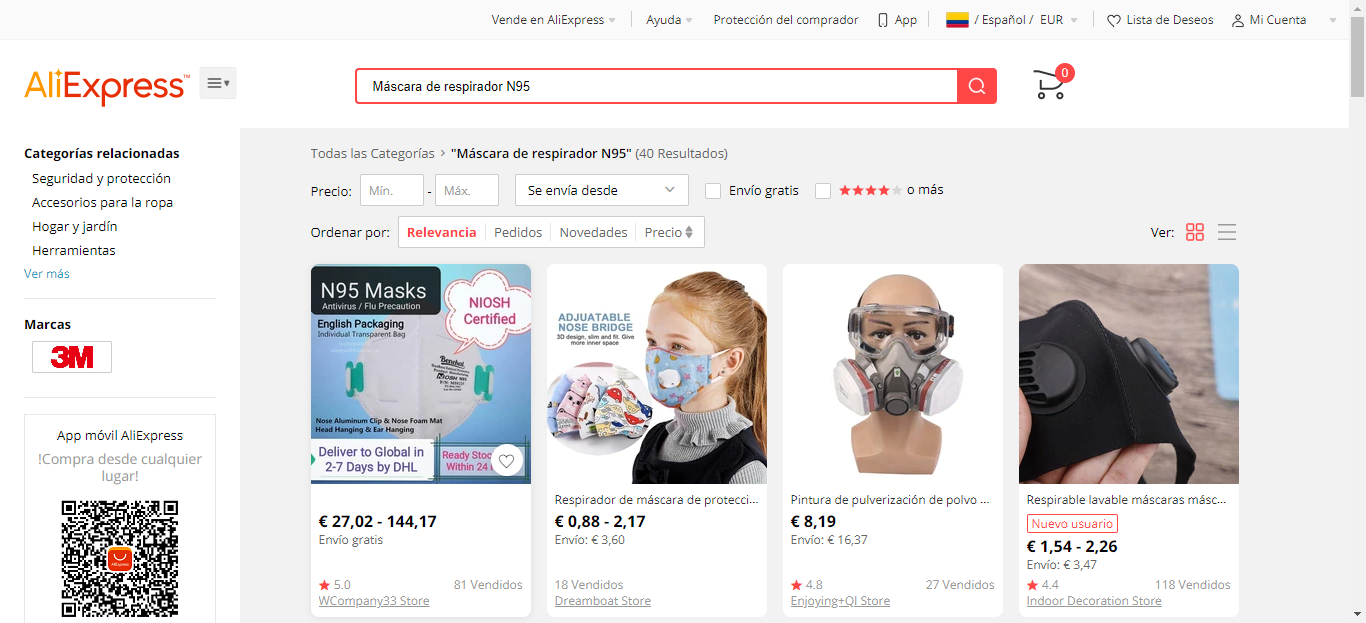 Vende en AliExpress
Ayuda
Protección del comprador
App
/ Español / EUR
Lista de Deseos
Mi Cuenta
AliExpress™
Máscara de respirador N95
0
Categorías relacionadas
Seguridad y protección
Accesorios para la ropa
Hogar y jardín
Herramientas
Ver más
Marcas
3M
App móvil AliExpress
!Compra desde cualquier
lugar!
AliExpress
Todas las Categorías > "Máscara de respirador N95" (40 Resultados)
Precio:
Mín.
-
Máx.
Se envía desde
Envío gratis
o más
Ordenar por:
Relevancia
Pedidos
Novedades
Precio
Ver:
N95 Masks
Antivirus / Flu Precaution
English Packaging
Individual Transparent Bag
NIOSH
Certified
Benehal
NIOSH N95
Nose Aluminum Clip & Nose Foam Mat
Head Hanging & Ear Hanging
Deliver to Global in
2-7 Days by DHL
Ready Stoc
Within 24
€ 27,02 - 144,17
Envío gratis
5.0
81 Vendidos
WCompany33 Store
ADJUATABLE
NOSE BRIDGE
3D design, slim and fit. Give
more inner space
Respirador de máscara de protecci...
€ 0,88 - 2,17
Envío: € 3,60
18 Vendidos
Dreamboat Store
Pintura de pulverización de polvo ...
€ 8,19
Envío: € 16,37
4.8
27 Vendidos
Enjoying+QI Store
Respirable lavable máscaras másc...
Nuevo usuario
€ 1,54 - 2,26
Envío: € 3,47
4.4
118 Vendidos
Indoor Decoration Store